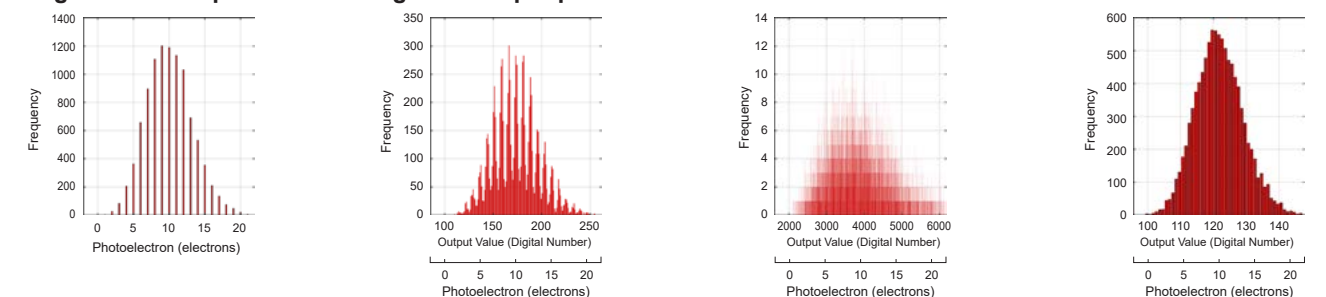 1400
1200
1000
800
600
400
200
0
Frequency
0 5 10 15 20
Photoelectron (electrons)
350
300
250
200
150
100
50
0
Frequency
100 150 200 250
Output Value (Digital Number)
0 5 10 15 20
Photoelectron (electrons)
14
12
10
8
6
4
2
0
Frequency
2000 3000 4000 5000 6000
Output Value (Digital Number)
0 5 10 15 20
Photoelectron (electrons)
600
500
400
300
200
100
0
Frequency
100 110 120 130 140
Output Value (Digital Number)
0 5 10 15 20
Photoelectron (electrons)